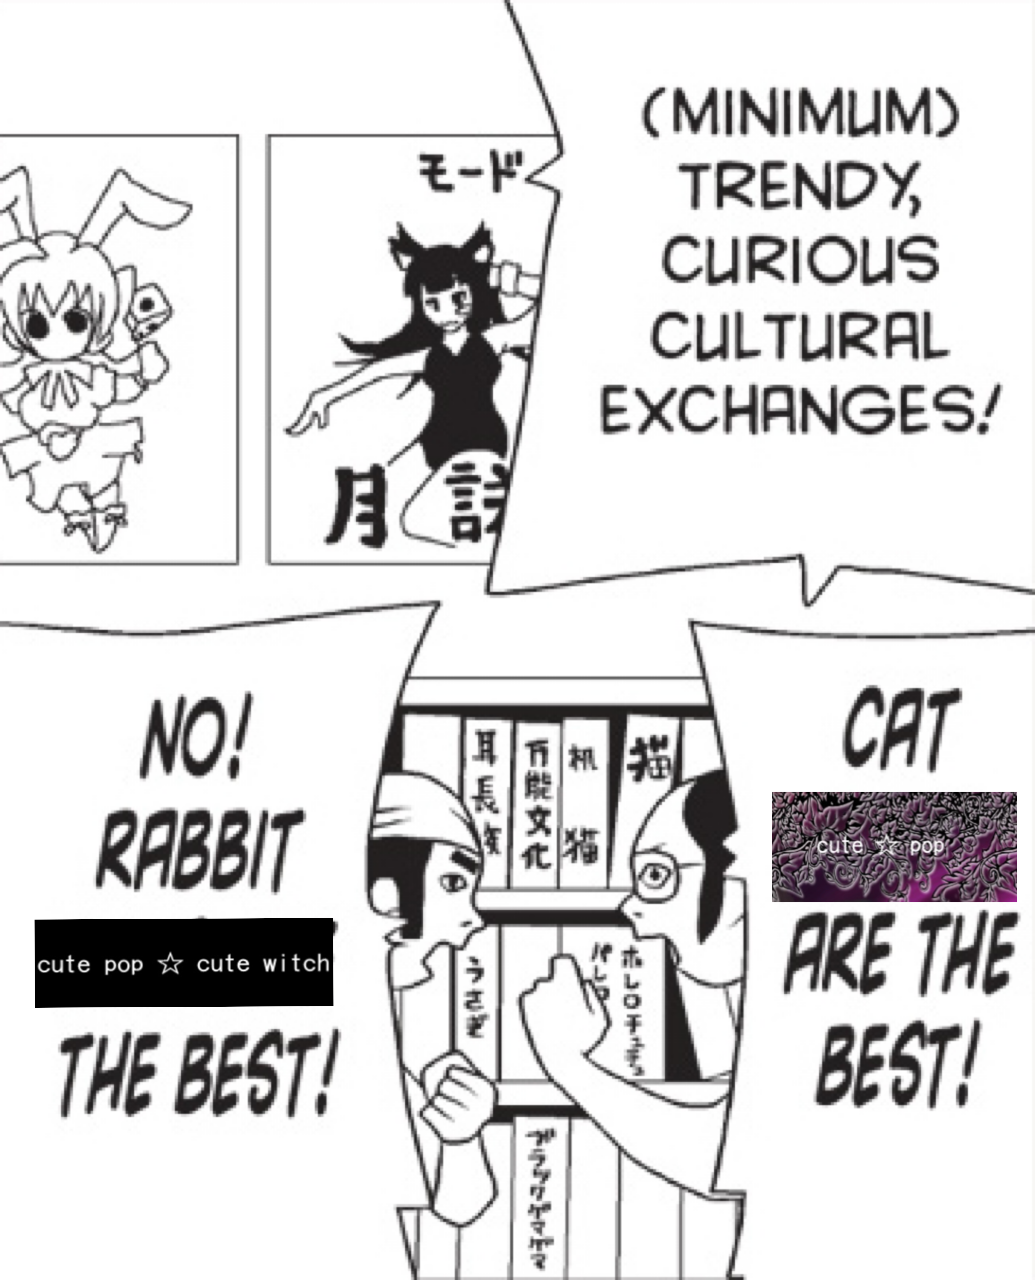 (MINIMUM)
TRENDY,
CURIOUS
CULTURAL
EXCHANGES!
モード
月
CAT
cute ☆ pop
ARE THE
BEST!
猫
机 猫
万能文化
耳長
ホレロチュチュ
パレロ
うさぎ
ブラックゲマゲマ
NO!
RABBIT
cute pop ☆ cute witch
THE BEST!